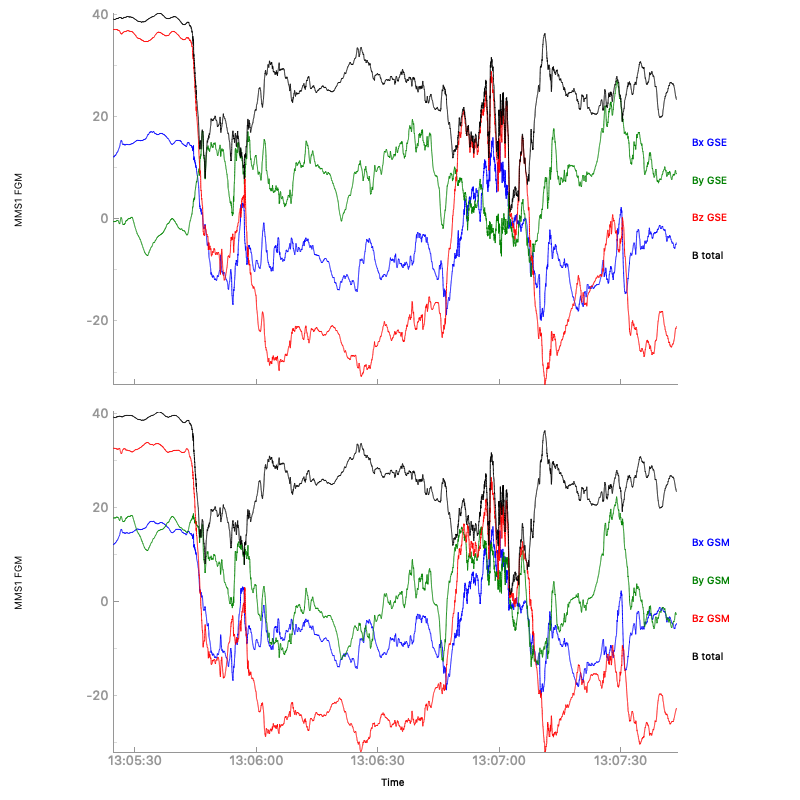 40
20
0
-20
MMS1 FGM
Bx GSE
By GSE
Bz GSE
B total
40
20
0
-20
MMS1 FGM
Bx GSM
By GSM
Bz GSM
B total
13:05:30 13:06:00 13:06:30 13:07:00 13:07:30
Time